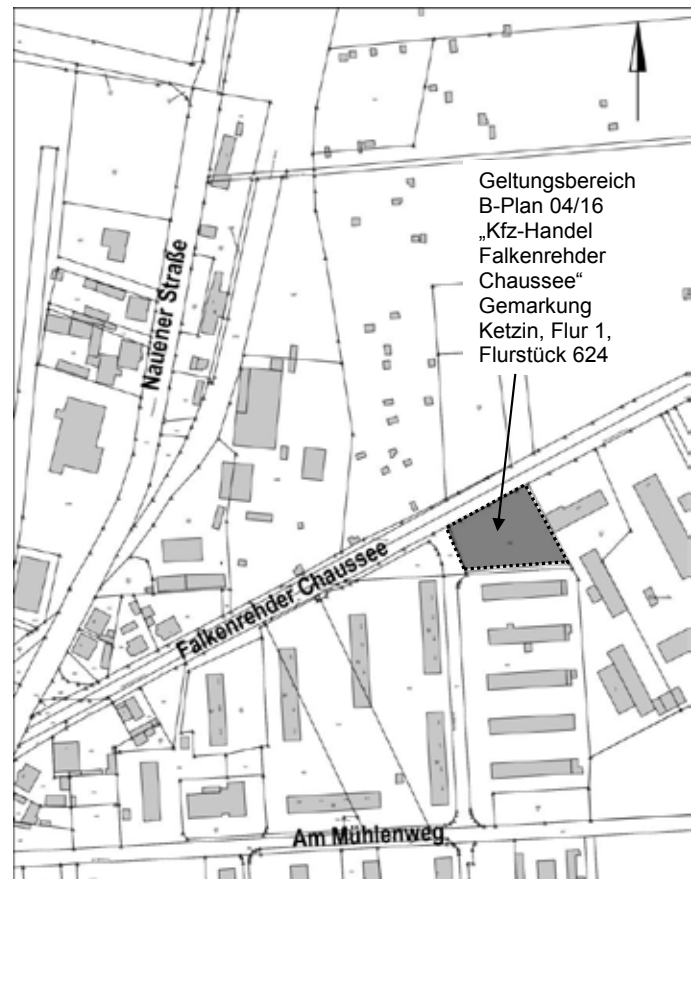 Geltungsbereich
B-Plan 04/16
„Kfz-Handel
Falkenrehder
Chaussee“
Gemarkung
Ketzin, Flur 1,
Flurstück 624
Nauener Straße
Falkenrehder Chaussee
Am Mühlenweg